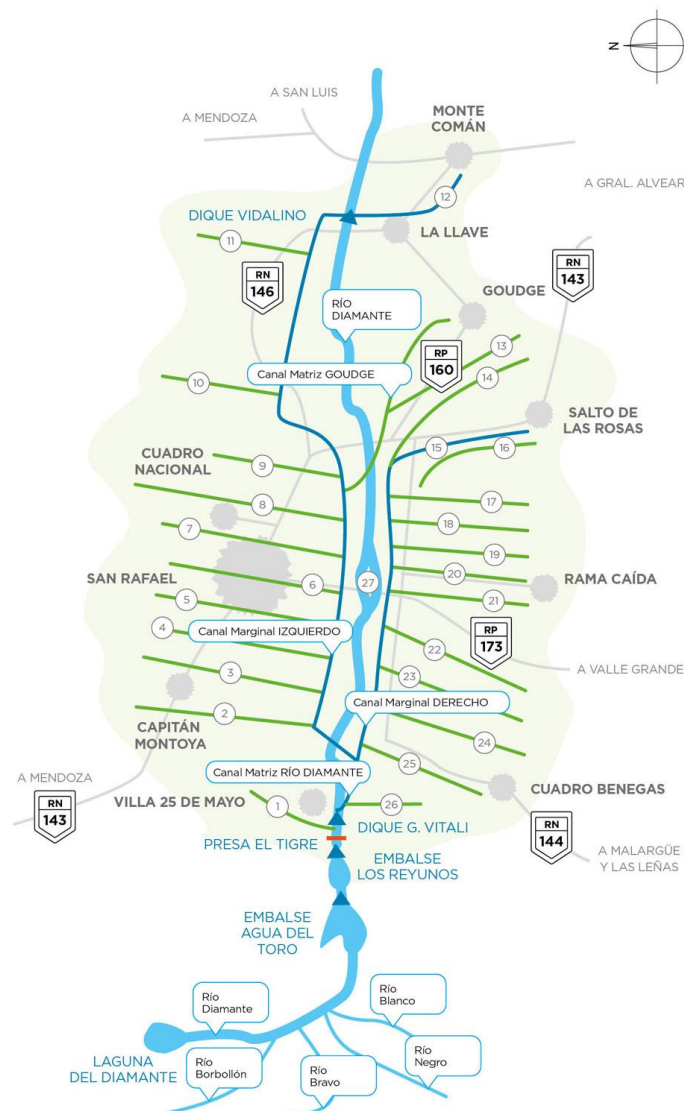 N
A SAN LUIS
A MENDOZA
MONTE
COMÁN
A GRAL. ALVEAR
12
DIQUE VIDALINO
LA LLAVE
11
RN
146
RN
143
GOUDGE
RÍO
DIAMANTE
13
RP
160
14
Canal Matriz GOUDGE
10
SALTO DE
LAS ROSAS
15
16
CUADRO
NACIONAL
9
8
17
18
7
19
SAN RAFAEL
6
27
20
RAMA CAÍDA
5
21
4
Canal Marginal IZQUIERDO
22
RP
173
A VALLE GRANDE
3
23
Canal Marginal DERECHO
2
CAPITÁN
MONTOYA
24
25
Canal Matriz RÍO DIAMANTE
A MENDOZA
RN
143
VILLA 25 DE MAYO
1
26
CUADRO BENEGAS
DIQUE G. VITALI
PRESA EL TIGRE
RN
144
A MALARGÜE
Y LAS LEÑAS
EMBALSE
LOS REYUNOS
EMBALSE
AGUA DEL
TORO
Río
Diamante
Río
Blanco
LAGUNA
DEL DIAMANTE
Río
Borbollón
Río
Bravo
Río
Negro